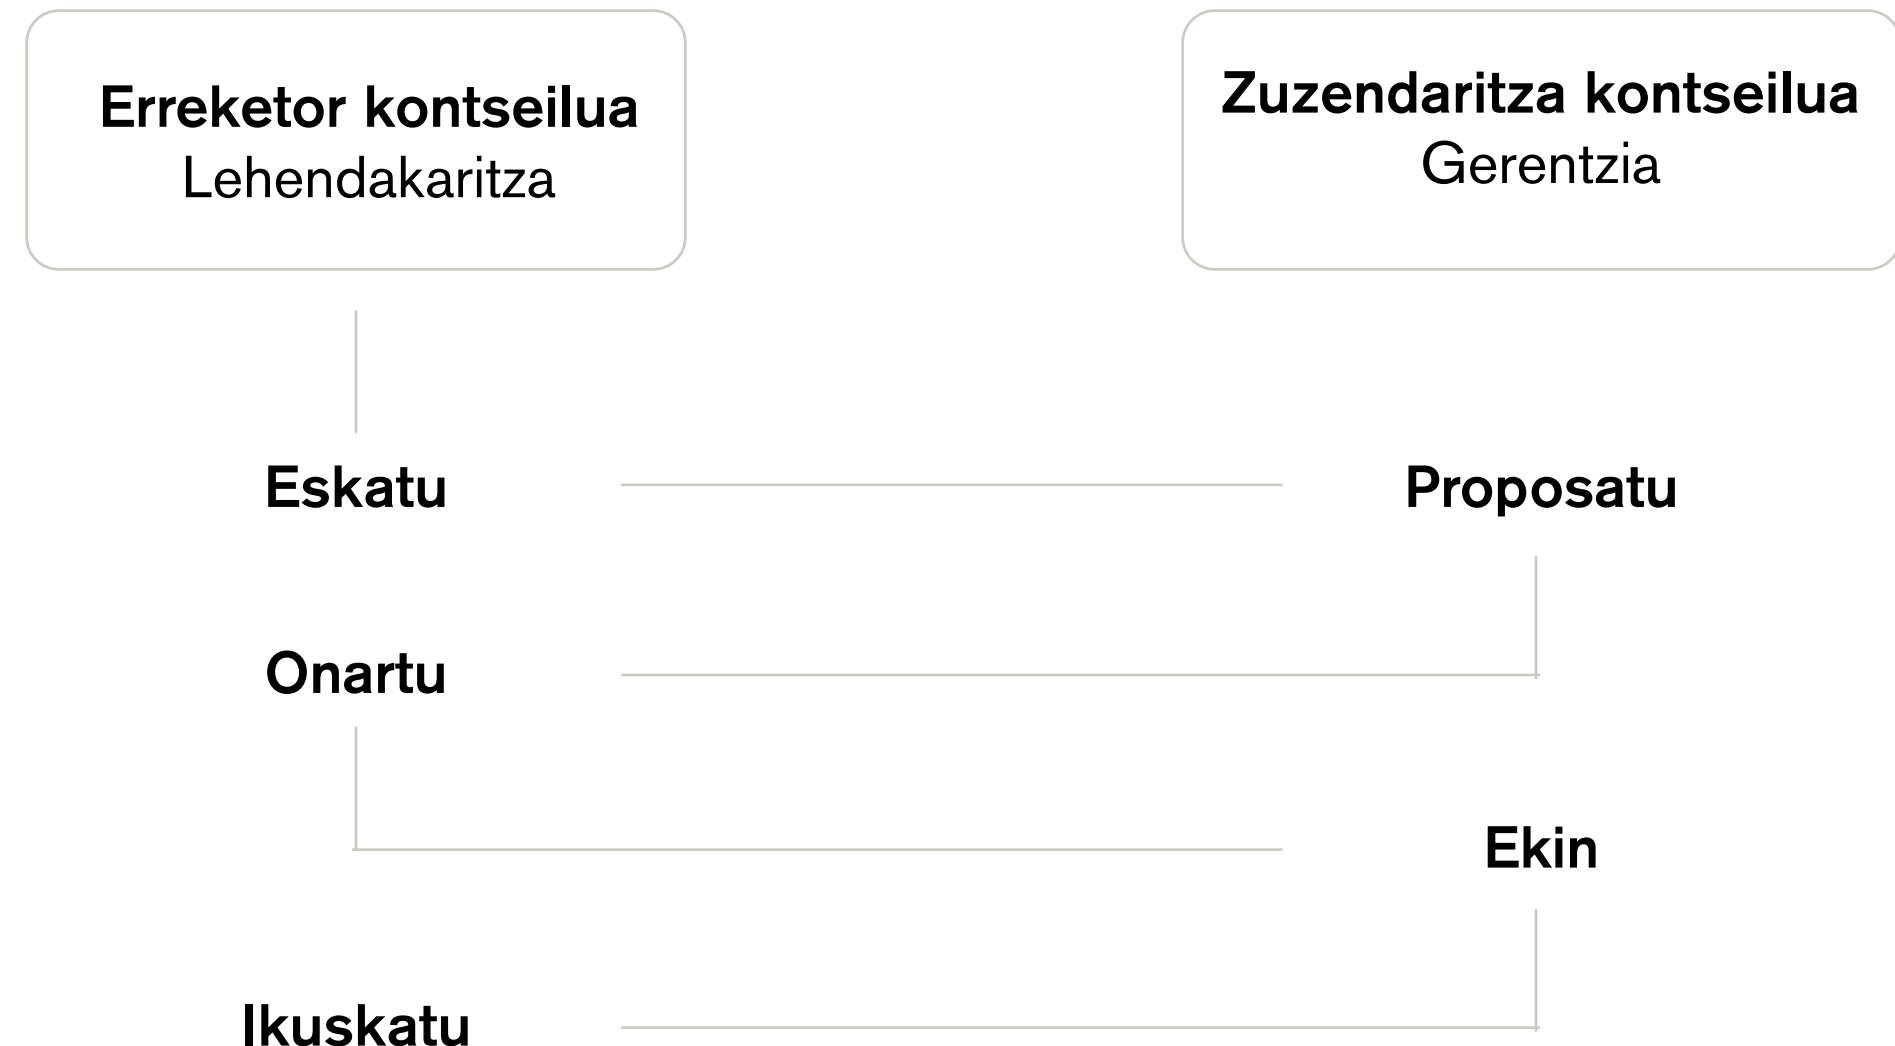 Erreketor kontseilua
Lehendakaritza
Zuzendaritza kontseilua
Gerentzia
Eskatu
Proposatu
Onartu
Ekin
Ikuskatu